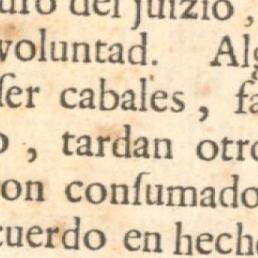 uro del juizio,
voluntad. Alg
ſer cabales, fa
o, tardan otro
on conſumado
cuerdo en hech